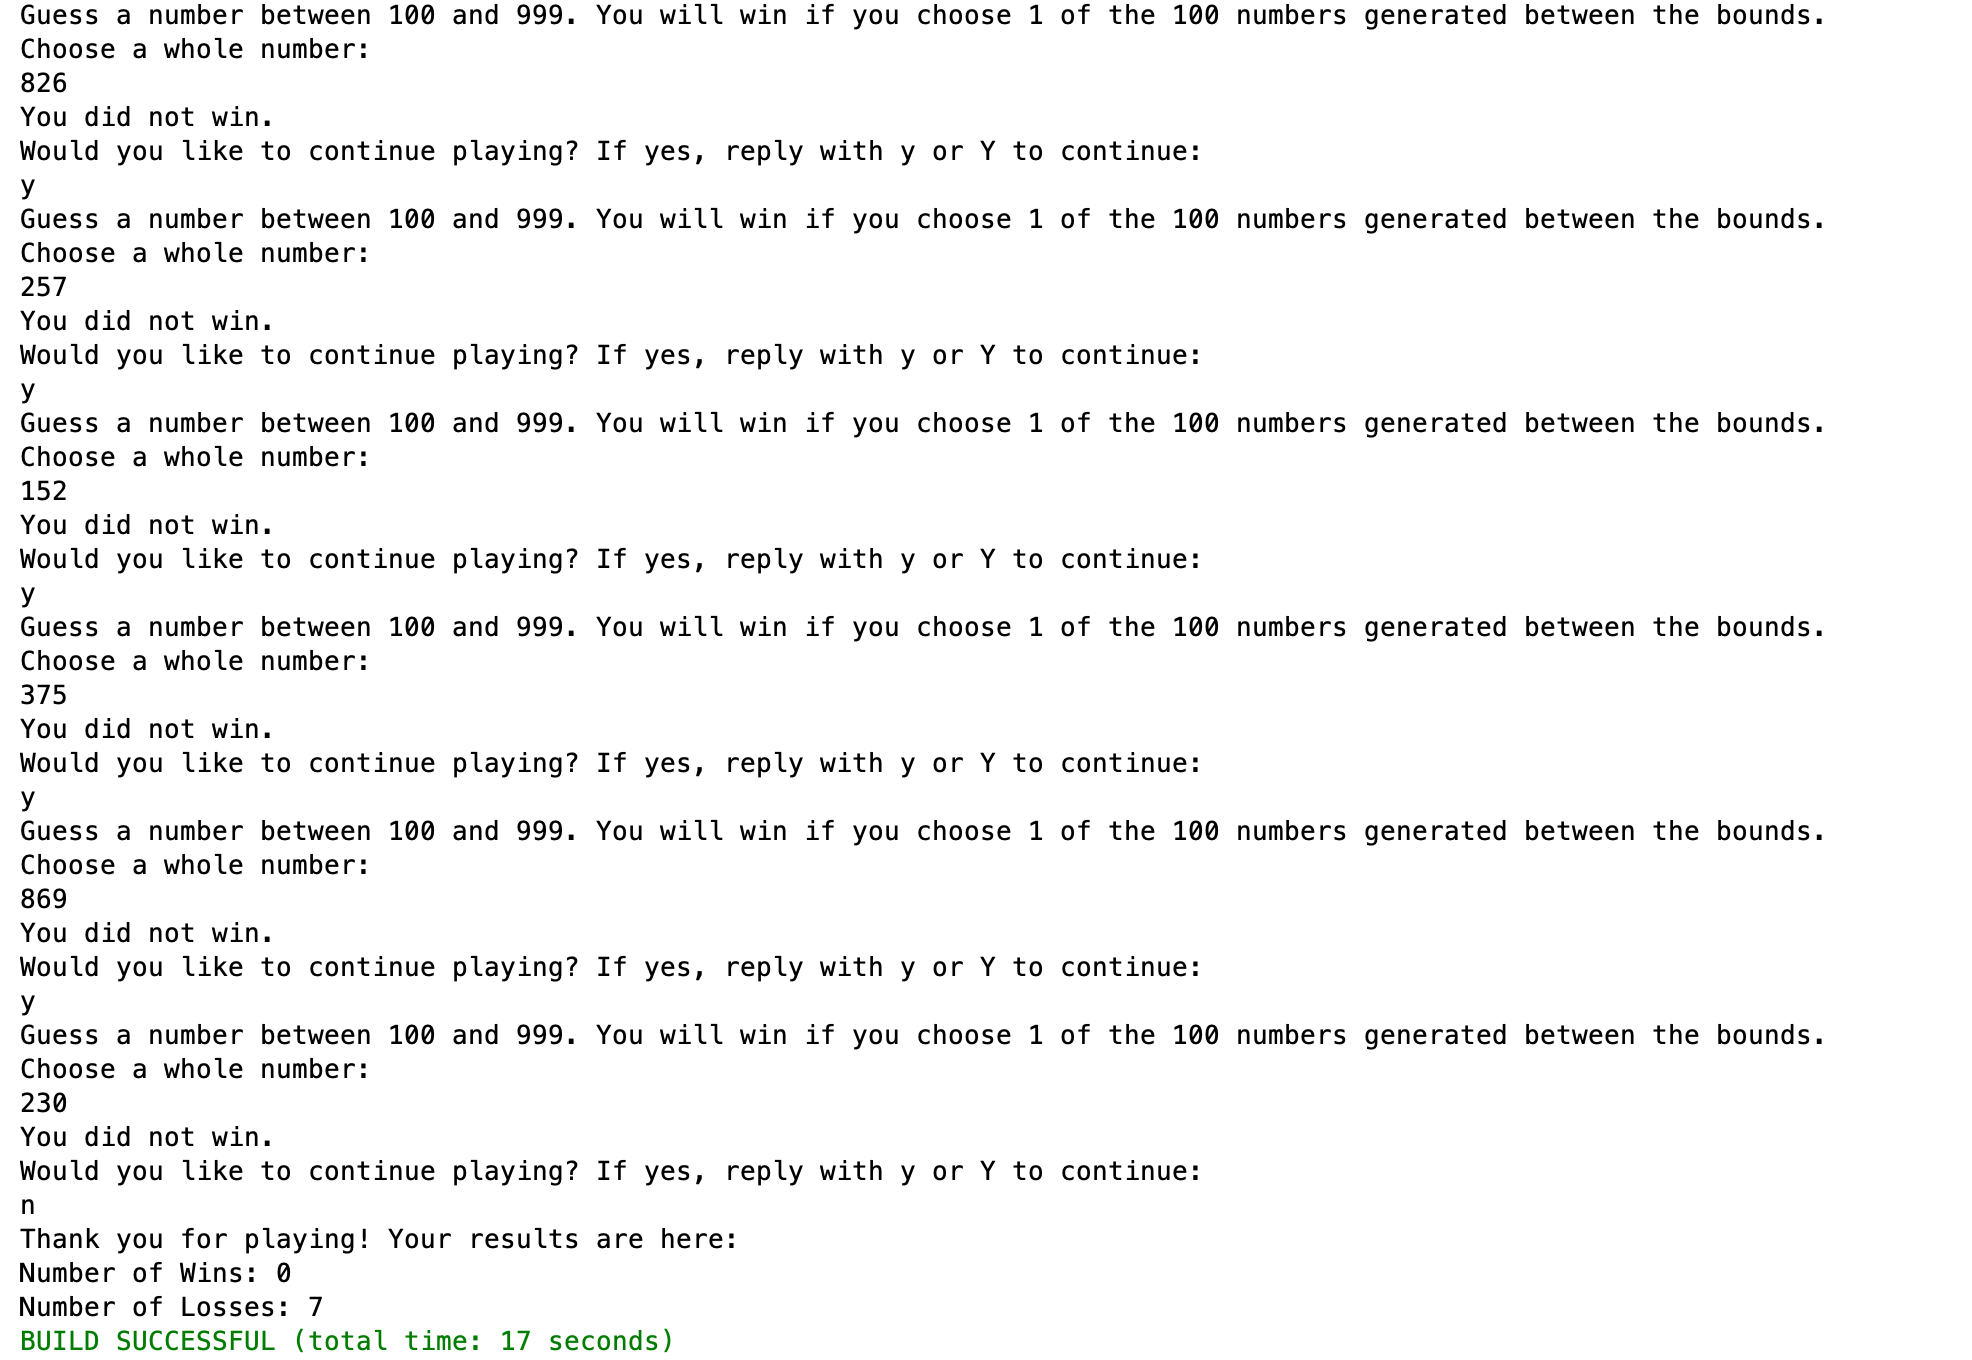 Guess a number between 100 and 999. You will win if you choose 1 of the 100 numbers generated between the bounds.
Choose a whole number:
826
You did not win.
Would you like to continue playing? If yes, reply with y or Y to continue:
y
Guess a number between 100 and 999. You will win if you choose 1 of the 100 numbers generated between the bounds.
Choose a whole number:
257
You did not win.
Would you like to continue playing? If yes, reply with y or Y to continue:
y
Guess a number between 100 and 999. You will win if you choose 1 of the 100 numbers generated between the bounds.
Choose a whole number:
152
You did not win.
Would you like to continue playing? If yes, reply with y or Y to continue:
y
Guess a number between 100 and 999. You will win if you choose 1 of the 100 numbers generated between the bounds.
Choose a whole number:
375
You did not win.
Would you like to continue playing? If yes, reply with y or Y to continue:
y
Guess a number between 100 and 999. You will win if you choose 1 of the 100 numbers generated between the bounds.
Choose a whole number:
869
You did not win.
Would you like to continue playing? If yes, reply with y or Y to continue:
y
Guess a number between 100 and 999. You will win if you choose 1 of the 100 numbers generated between the bounds.
Choose a whole number:
230
You did not win.
Would you like to continue playing? If yes, reply with y or Y to continue:
n
Thank you for playing! Your results are here:
Number of Wins: 0
Number of Losses: 7
BUILD SUCCESSFUL (total time: 17 seconds)